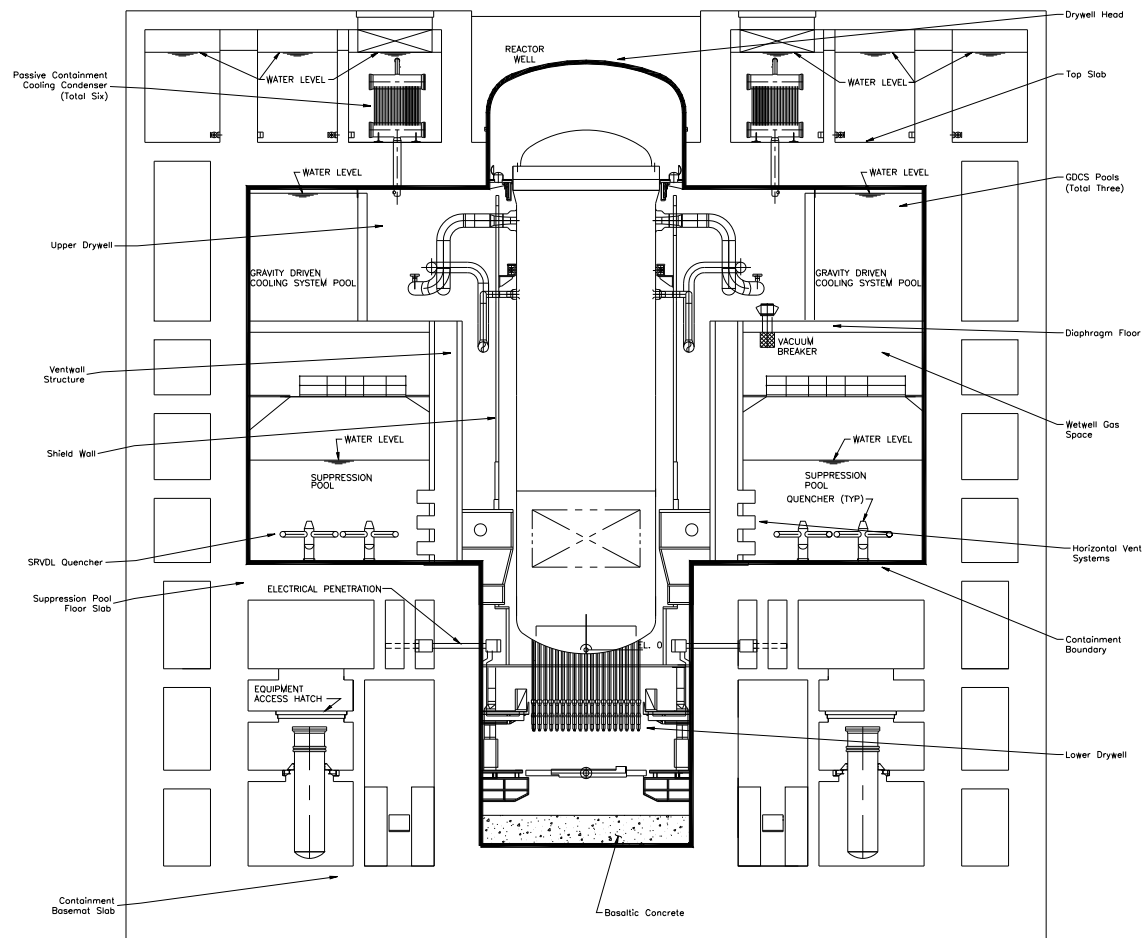 Drywell Head
REACTOR
WELL
Passive Containment
Cooling Condenser
(Total Six)
WATER LEVEL
WATER LEVEL
Top Slab
WATER LEVEL
WATER LEVEL
GDCS Pools
(Total Three)
Upper Drywell
GRAVITY DRIVEN
COOLING SYSTEM POOL
GRAVITY DRIVEN
COOLING SYSTEM POOL
Diaphragm Floor
VACUUM
BREAKER
Ventwall
Structure
Wetwell Gas
Space
Shield Wall
WATER LEVEL
WATER LEVEL
SUPPRESSION
POOL
SUPPRESSION
POOL
QUENCHER (TYP)
SRVDL Quencher
Horizontal Vent
Systems
Suppression Pool
Floor Slab
ELECTRICAL PENETRATION
EL. 0
Containment
Boundary
EQUIPMENT
ACCESS HATCH
Lower Drywell
Containment
Basemat Slab
Basaltic Concrete